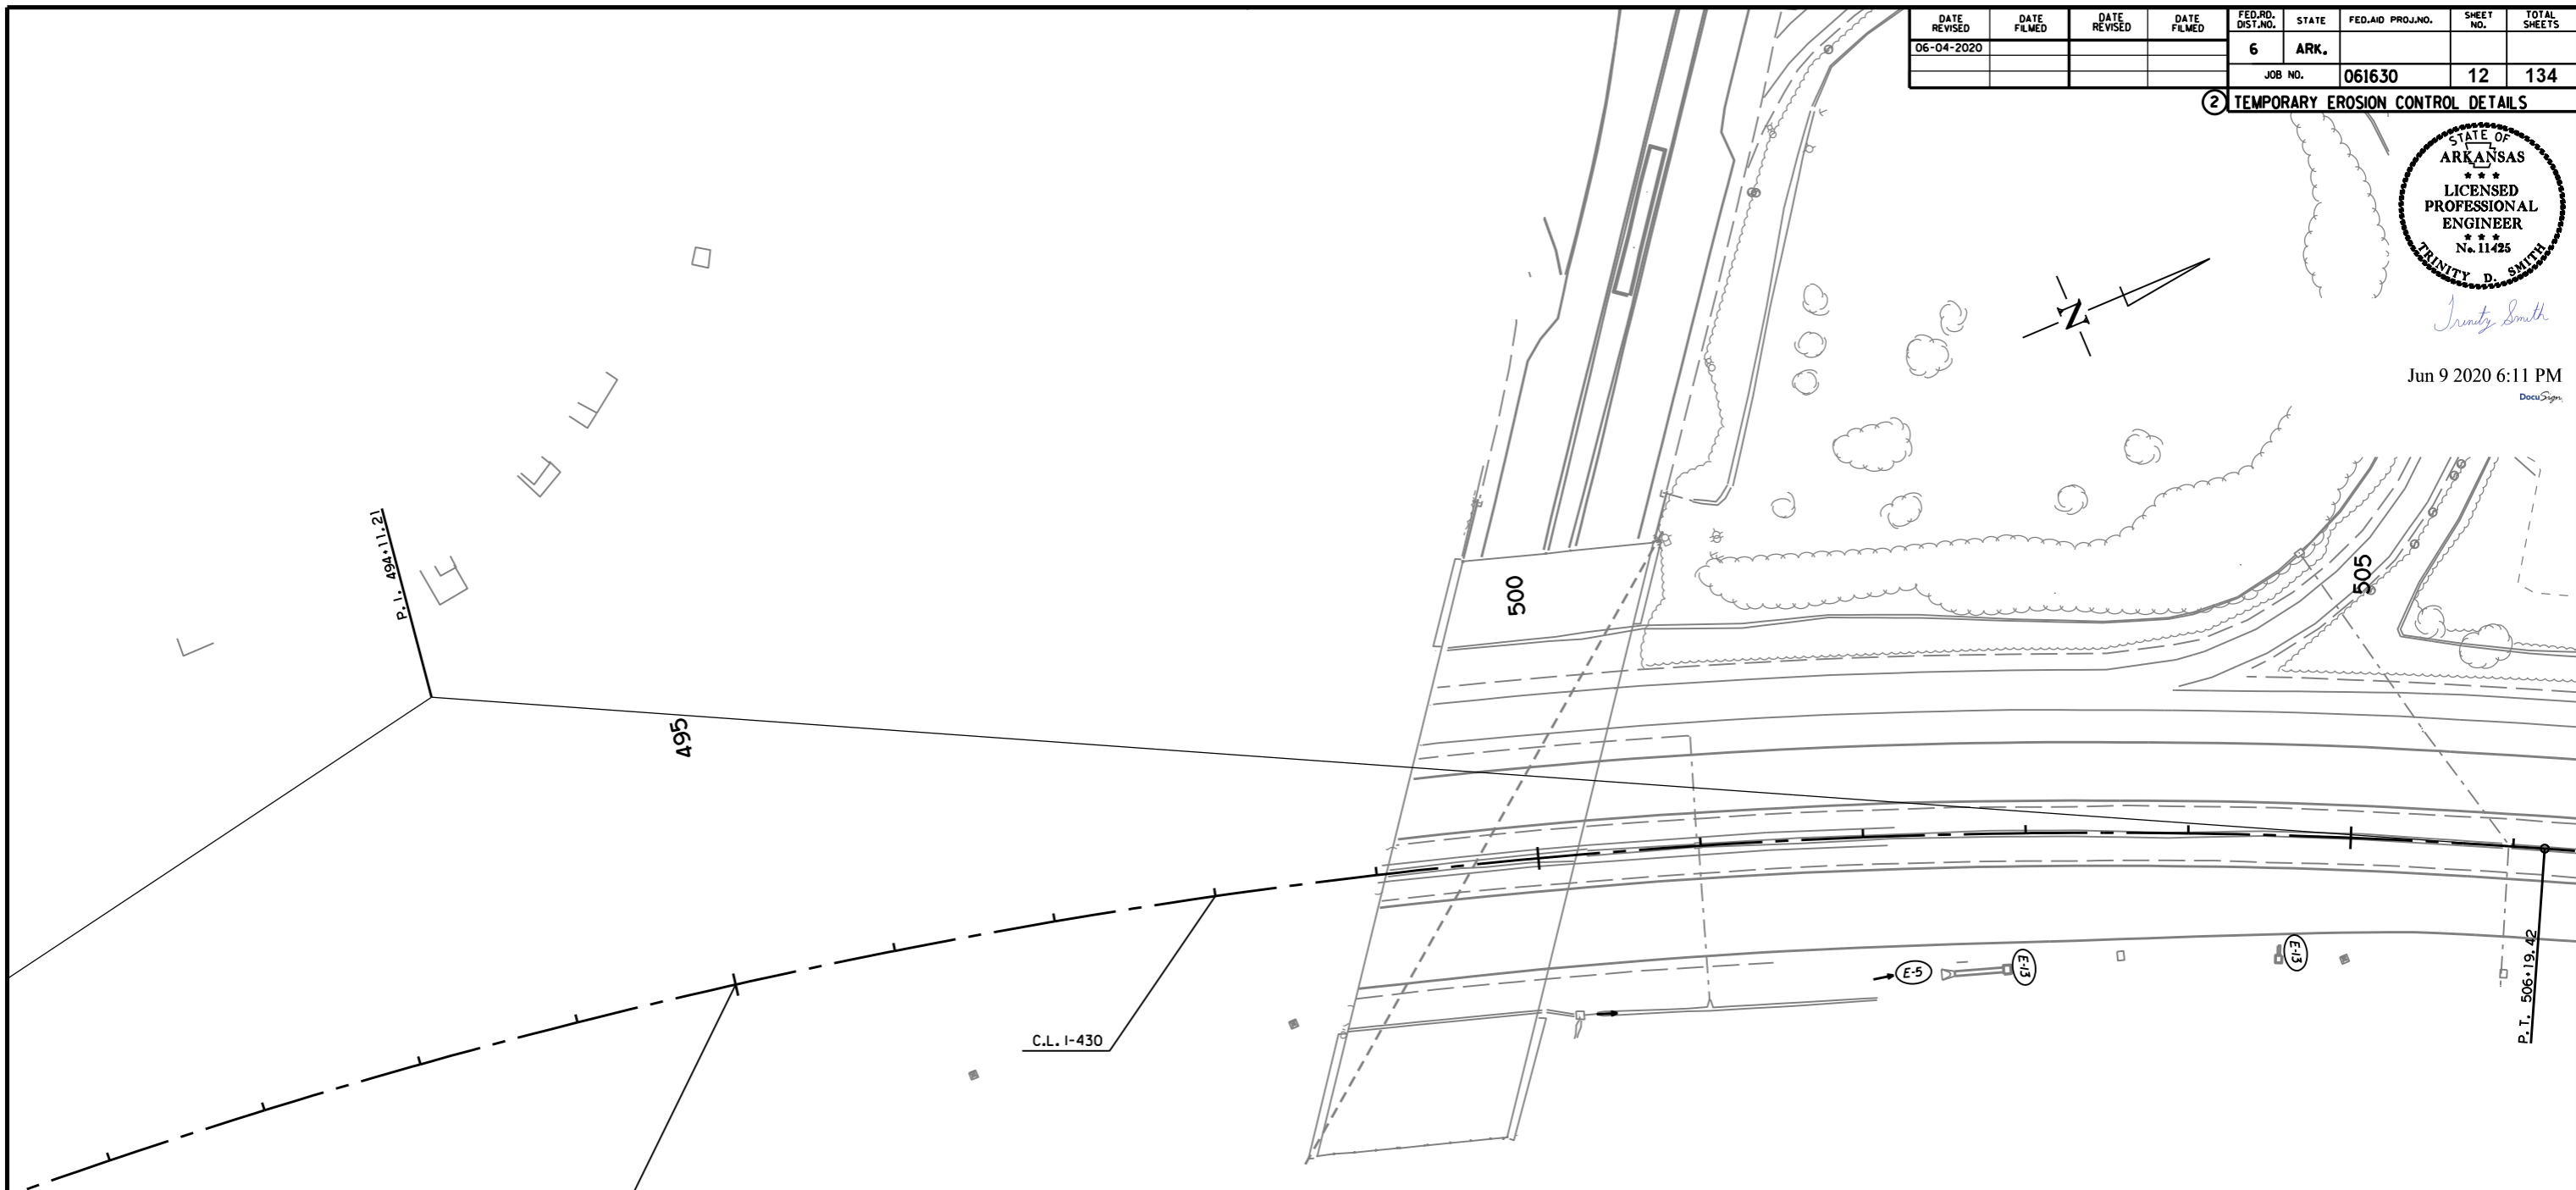 DATE REVISED DATE FILMED DATE REVISED DATE FILMED FED.RD. DIST.NO. STATE FED.AID PROJ.NO. SHEET NO. TOTAL SHEETS
06-04-2020
6 ARK.
JOB NO. 061630 12 134
2 TEMPORARY EROSION CONTROL DETAILS
STATE OF
ARKANSAS
★ ★ ★
LICENSED
PROFESSIONAL
ENGINEER
★ ★ ★
No. 11425
TRINITY D. SMITH
Trinity Smith
Jun 9 2020 6:11 PM
DocuSign
N
P.I. 494+11.21
495
500
505
C.L. I-430
E-5
E-13
E-13
P.T. 506+19.42